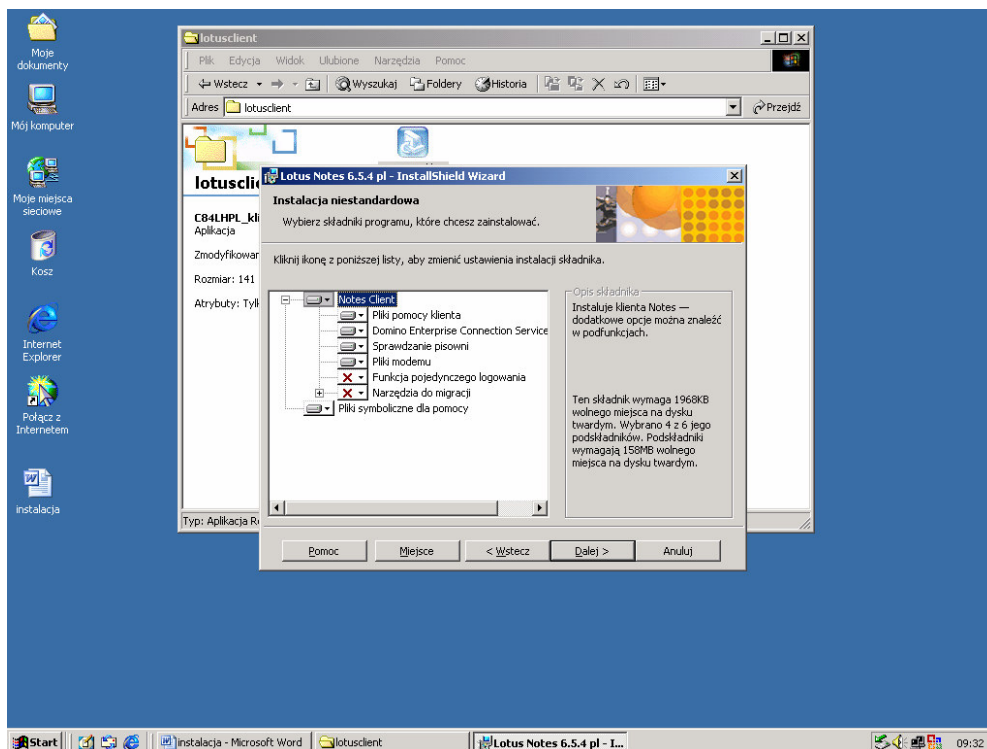 Moje
dokumenty
Mój komputer
Moje miejsca
sieciowe
Kosz
Internet
Explorer
Połącz z
Internetem
instalacja
lotusclient
Plik Edycja Widok Ulubione Narzędzia Pomoc
Wstecz Wyszukaj Foldery Historia
Adres lotusclient Przejdź
lotuscli
C84LHPL_kli
Aplikacja
Zmodyfikowan
Rozmiar: 141
Atrybuty: Tyl
Typ: Aplikacja R
Lotus Notes 6.5.4 pl - InstallShield Wizard
Instalacja niestandardowa
Wybierz składniki programu, które chcesz zainstalować.
Kliknij ikonę z poniższej listy, aby zmienić ustawienia instalacji składnika.
Notes Client
Pliki pomocy klienta
Domino Enterprise Connection Service
Sprawdzanie pisowni
Pliki modemu
Funkcja pojedynczego logowania
Narzędzia do migracji
Pliki symboliczne dla pomocy
Opis składnika
Instaluje klienta Notes —
dodatkowe opcje można znaleźć
w podfunkcjach.
Ten składnik wymaga 1968KB
wolnego miejsca na dysku
twardym. Wybrano 4 z 6 jego
podskładników. Podskładniki
wymagają 158MB wolnego
miejsca na dysku twardym.
Pomoc Miejsce < Wstecz Dalej > Anuluj
Start instalacja - Microsoft Word lotusclient Lotus Notes 6.5.4 pl - I... 09:32